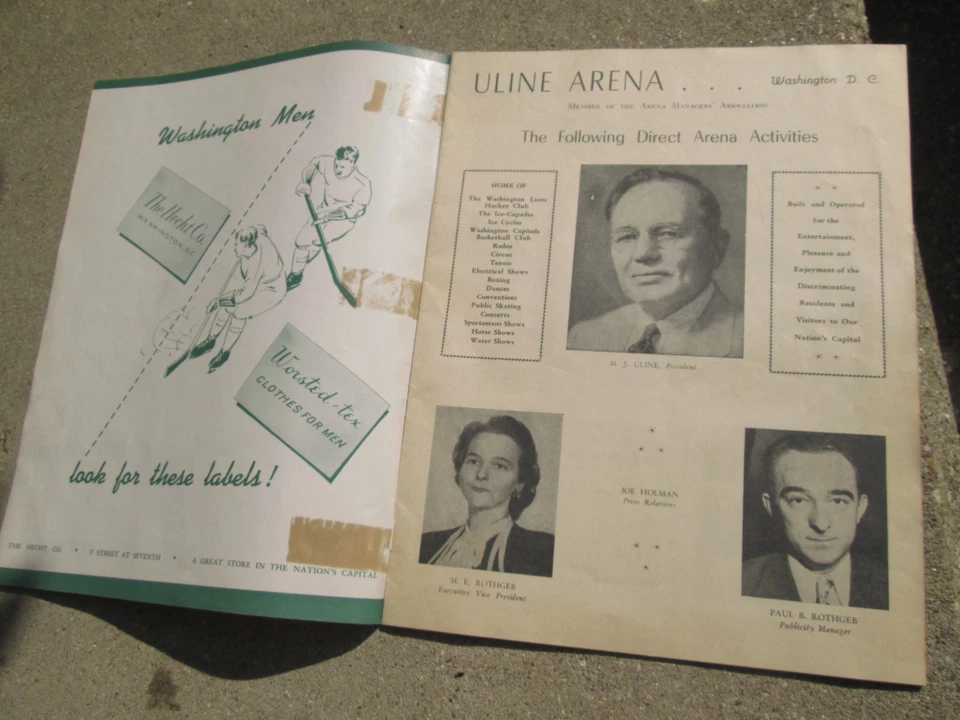 Washington Men
The Hecht Co.
WASHINGTON, D.C.
Worsted-tex
CLOTHES FOR MEN
look for these labels!
THE HECHT CO. • F STREET AT SEVENTH • A GREAT STORE IN THE NATION'S CAPITAL
ULINE ARENA . . . Washington D. C.
MEMBER OF THE ARENA MANAGERS' ASSOCIATION
The Following Direct Arena Activities
HOME OF
The Washington Lions
Hockey Club
The Ice-Capades
Ice Cycles
Washington Capitols
Basketball Club
Rodeo
Circus
Tennis
Electrical Shows
Boxing
Dances
Conventions
Public Skating
Concerts
Sportsmans Shows
Horse Shows
Water Shows
M. J. ULINE, President
Built and Operated
for the
Entertainment,
Pleasure and
Enjoyment of the
Discriminating
Residents and
Visitors to Our
Nation's Capital
M. E. ROTHGEB
Executive Vice President
JOE HOLMAN
Press Relations
PAUL B. ROTHGEB
Publicity Manager